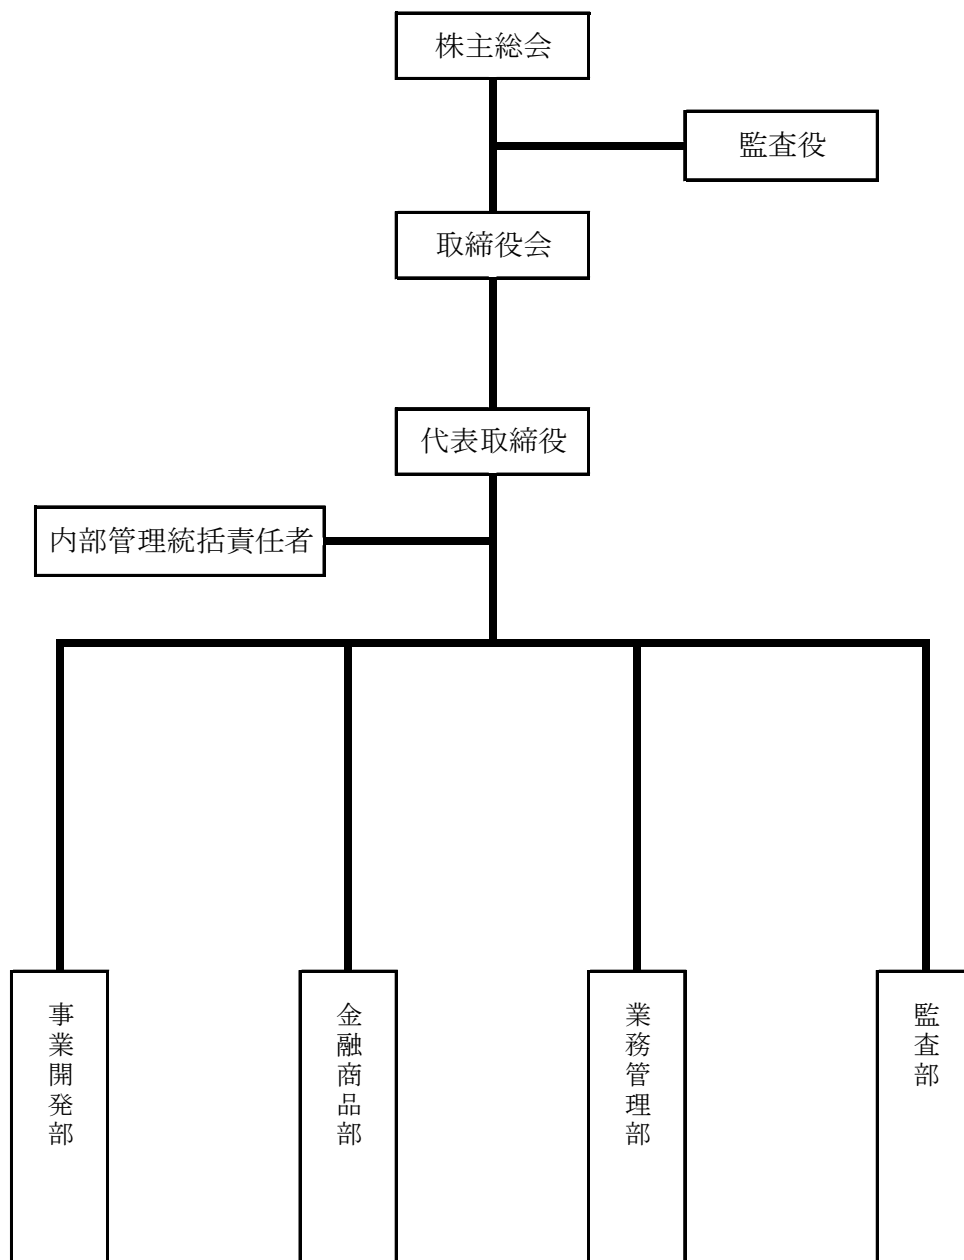 株主総会
監査役
取締役会
代表取締役
内部管理統括責任者
事業開発部
金融商品部
業務管理部
監査部